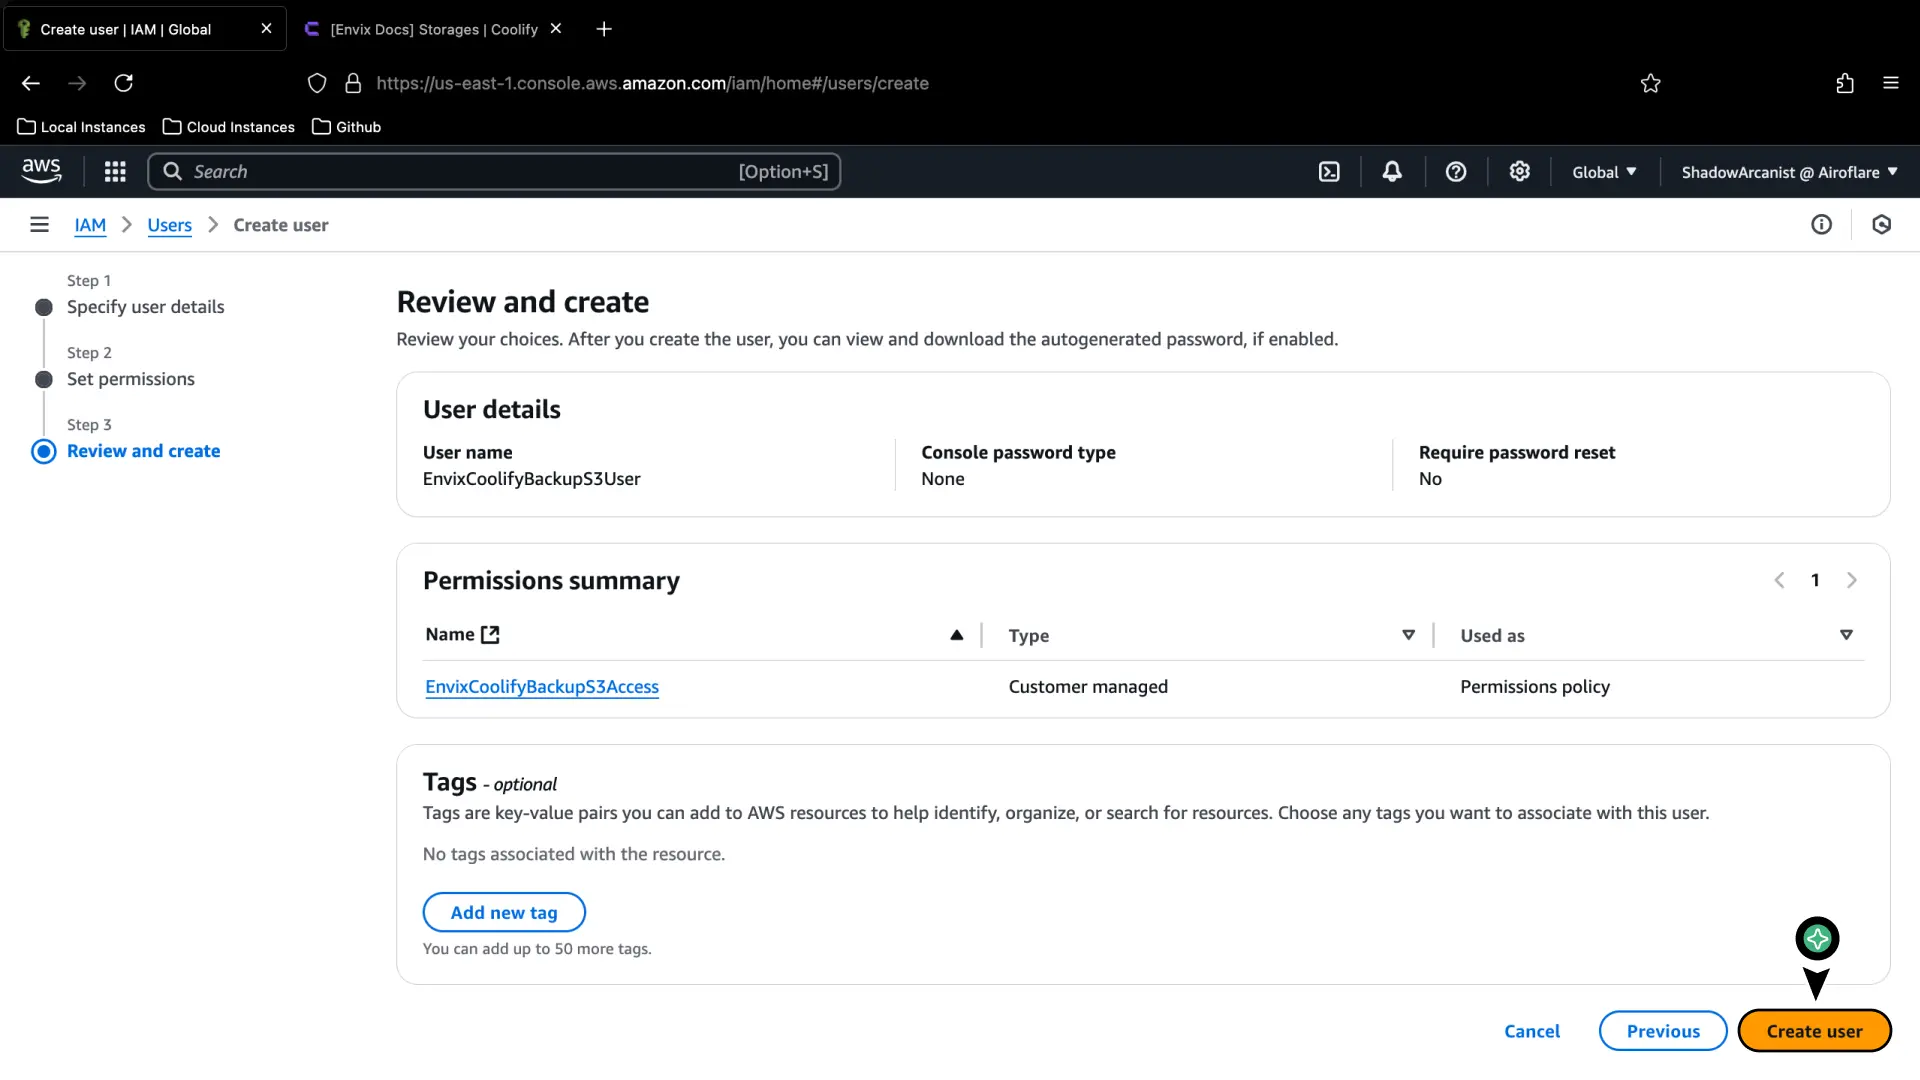 Create user | IAM | Global
[Envix Docs] Storages | Coolify
https://us-east-1.console.aws.amazon.com/iam/home#/users/create
Local Instances
Cloud Instances
Github
aws
Search
[Option+S]
Global
ShadowArcanist @ Airoflare
IAM
Users
Create user
Step 1
Specify user details
Step 2
Set permissions
Step 3
Review and create
Review and create
Review your choices. After you create the user, you can view and download the autogenerated password, if enabled.
User details
User name
EnvixCoolifyBackupS3User
Console password type
None
Require password reset
No
Permissions summary
1
Name
Type
Used as
EnvixCoolifyBackupS3Access
Customer managed
Permissions policy
Tags - optional
Tags are key-value pairs you can add to AWS resources to help identify, organize, or search for resources. Choose any tags you want to associate with this user.
No tags associated with the resource.
Add new tag
You can add up to 50 more tags.
Cancel
Previous
Create user